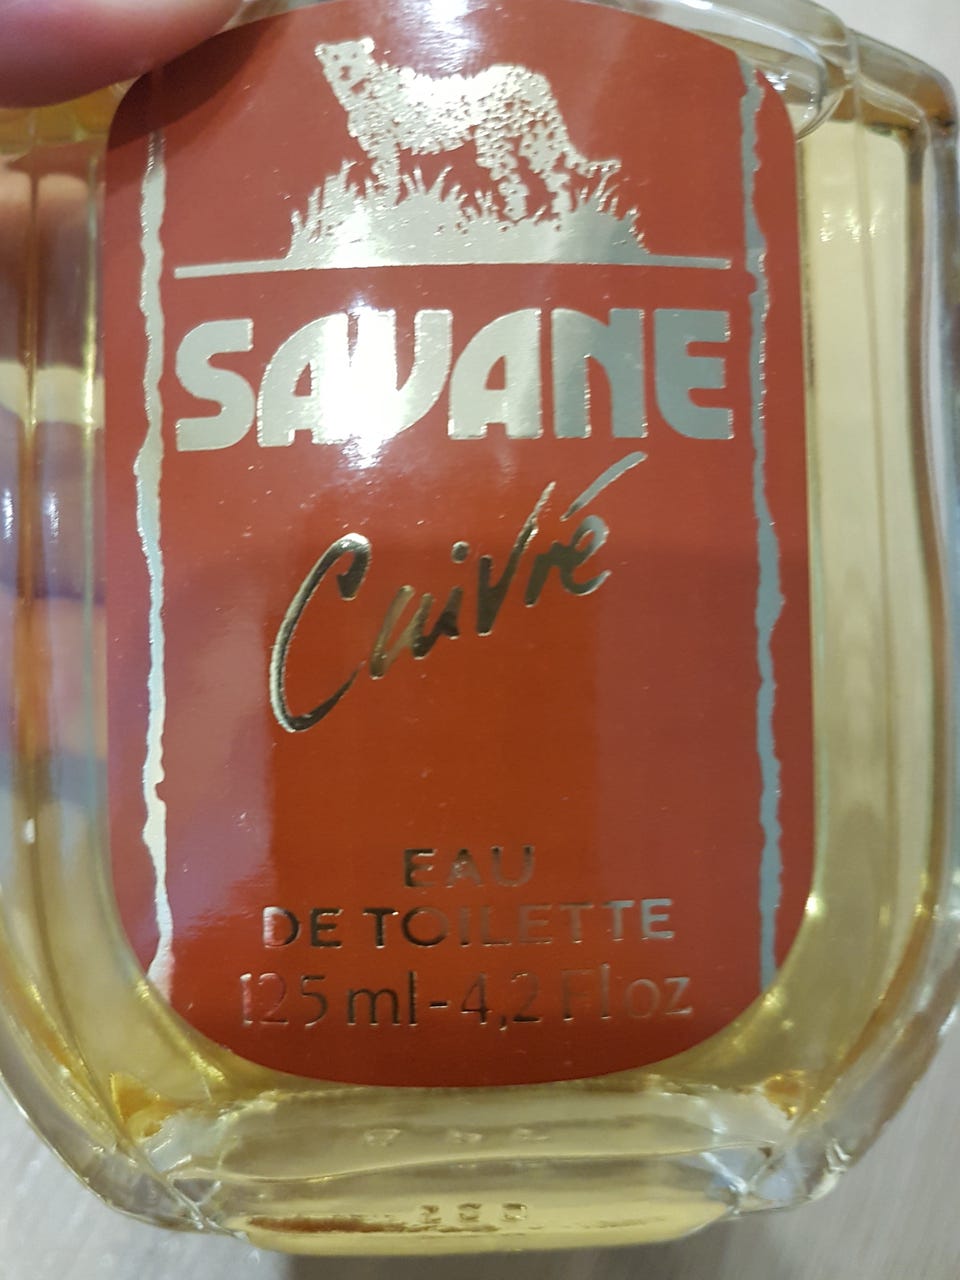 SAVANE
Cuivré
EAU
DE TOILETTE
125 ml - 4,2 Fl oz